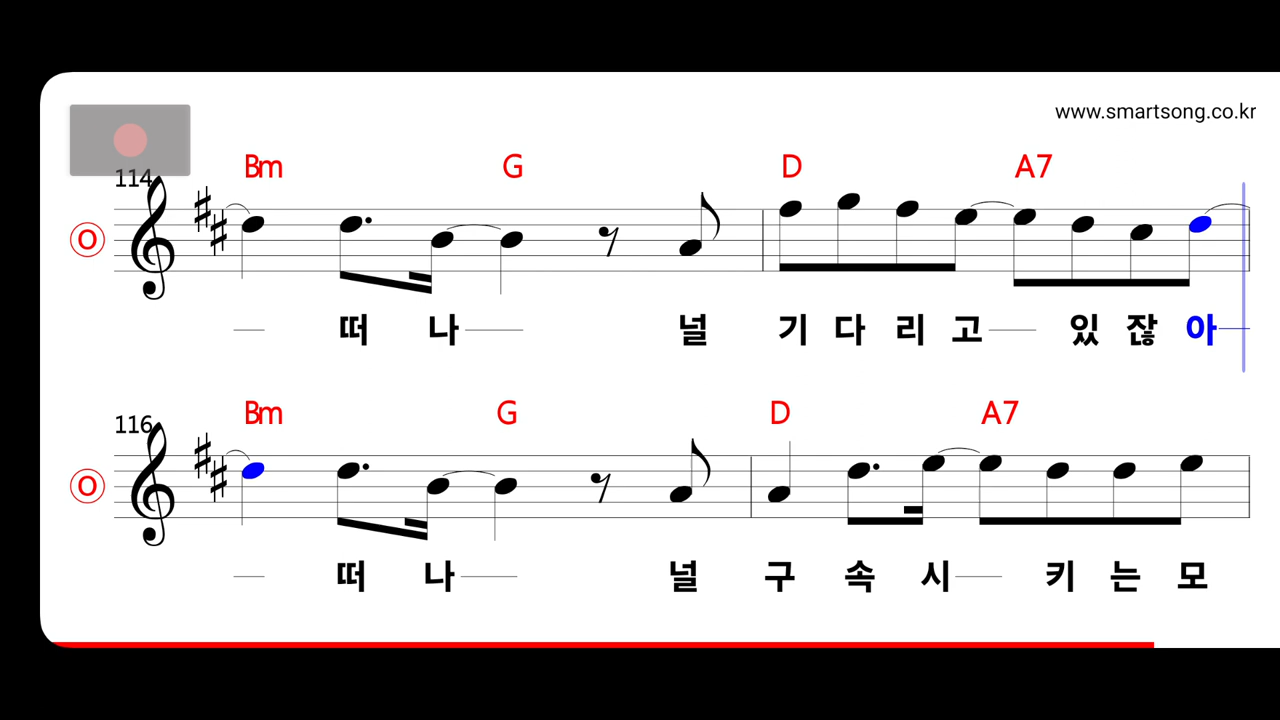 www.smartsong.co.kr
114
Bm G D A7
O
떠 나 널 기 다 리 고 있 잖 아
116
Bm G D A7
O
떠 나 널 구 속 시 키 는 모